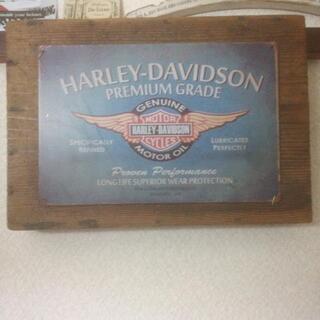 HARLEY-DAVIDSON
PREMIUM GRADE
GENUINE
MOTOR
HARLEY-DAVIDSON
CYCLES
MOTOR OIL
SPECIFICALLY
REFINED
LUBRICATES
PERFECTLY
Proven Performance
LONG LIFE SUPERIOR WEAR PROTECTION